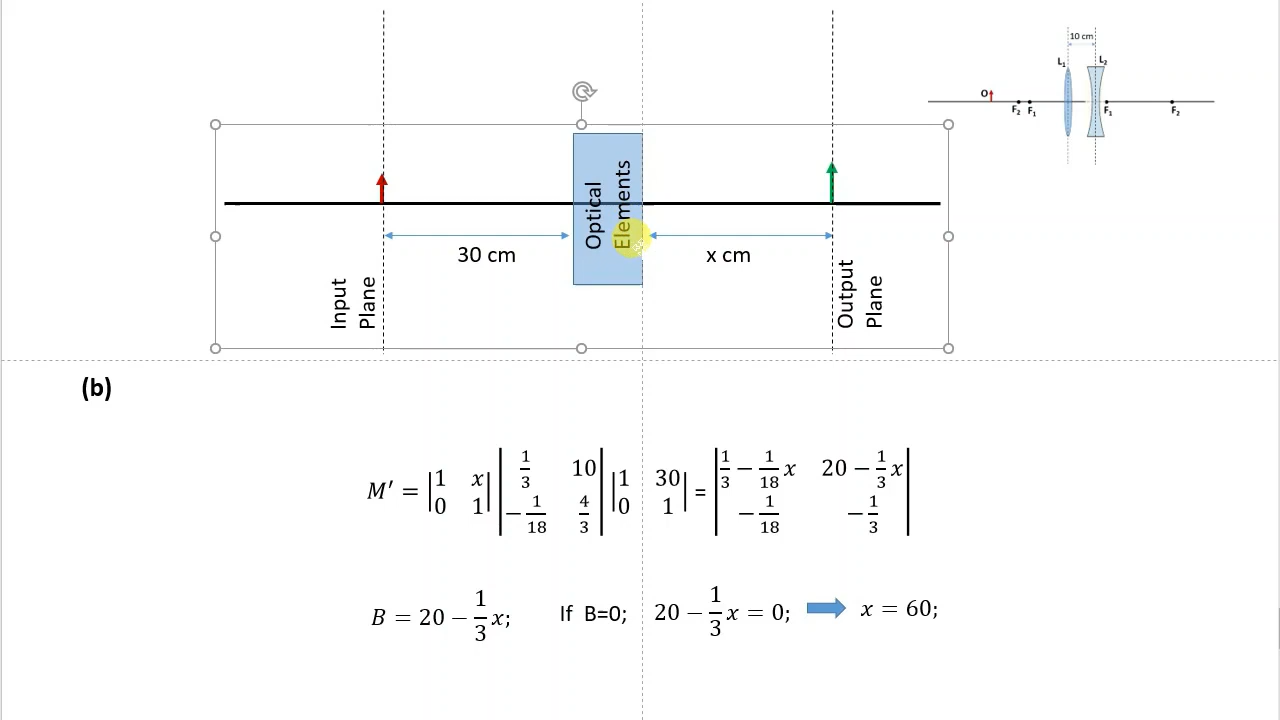 10 cm
L₁
L₂
O
F₂ F₁
F₁
F₂
Optical
Elements
30 cm
x cm
Input
Plane
Output
Plane
(b)
𝑀′ = |1 𝑥; 0 1| |1/3 10; −1/18 4/3| |1 30; 0 1| = |1/3 − 1/18 𝑥 20 − 1/3 𝑥; −1/18 −1/3|
𝐵 = 20 − 1/3 𝑥; If B=0; 20 − 1/3 𝑥 = 0; 𝑥 = 60;